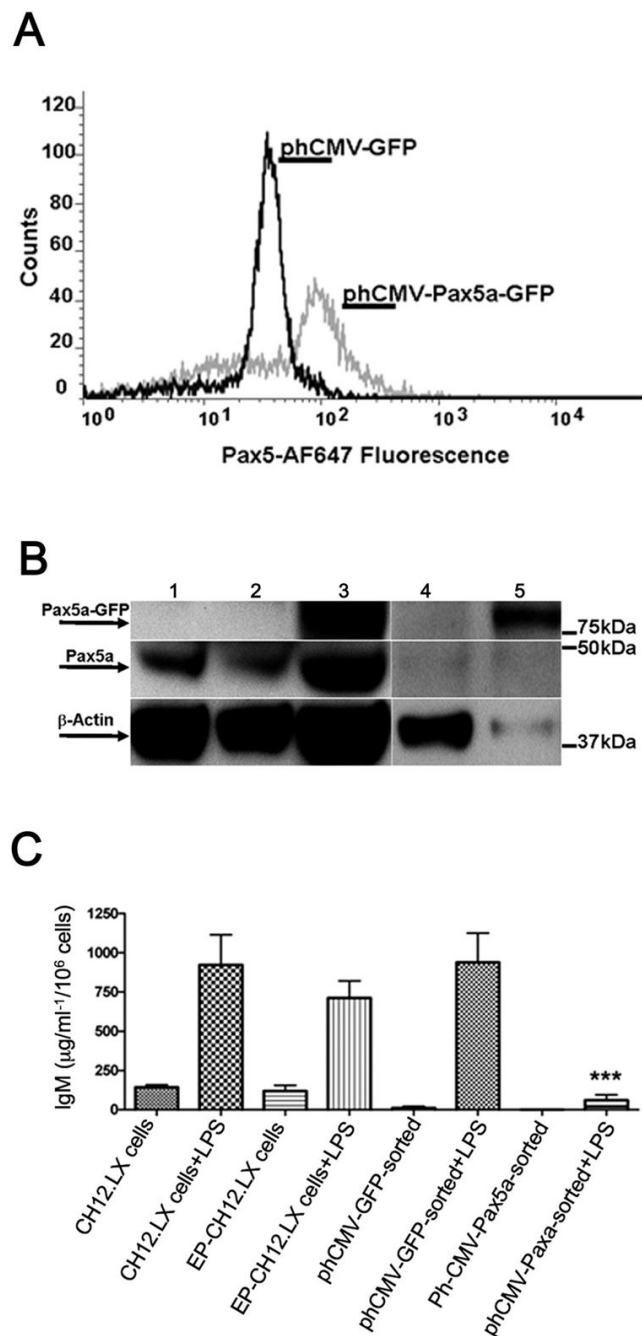 A
120
100
80
60
40
20
0
Counts
phCMV-GFP
phCMV-Pax5a-GFP
10⁰ 10¹ 10² 10³ 10⁴
Pax5-AF647 Fluorescence
B
1 2 3 4 5
Pax5a-GFP
75kDa
50kDa
Pax5a
β-Actin
37kDa
C
IgM (µg/ml⁻¹/10⁶ cells)
1250
1000
750
500
250
0
***
CH12.LX cells
CH12.LX cells+LPS
EP-CH12.LX cells
EP-CH12.LX cells+LPS
phCMV-GFP-sorted
phCMV-GFP-sorted+LPS
Ph-CMV-Pax5a-sorted
phCMV-Paxa-sorted+LPS